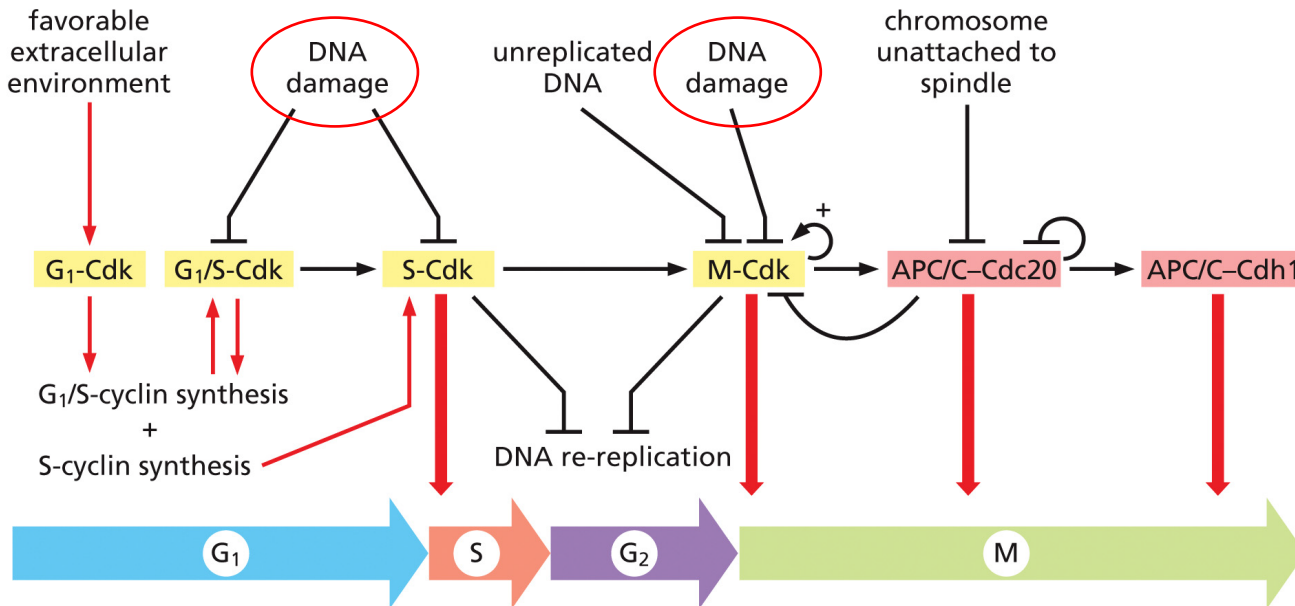 favorable
extracellular
environment
DNA
damage
unreplicated
DNA
DNA
damage
chromosome
unattached to
spindle
+
G₁-Cdk
G₁/S-Cdk
S-Cdk
M-Cdk
APC/C–Cdc20
APC/C–Cdh1
G₁/S-cyclin synthesis
+
S-cyclin synthesis
DNA re-replication
G₁
S
G₂
M